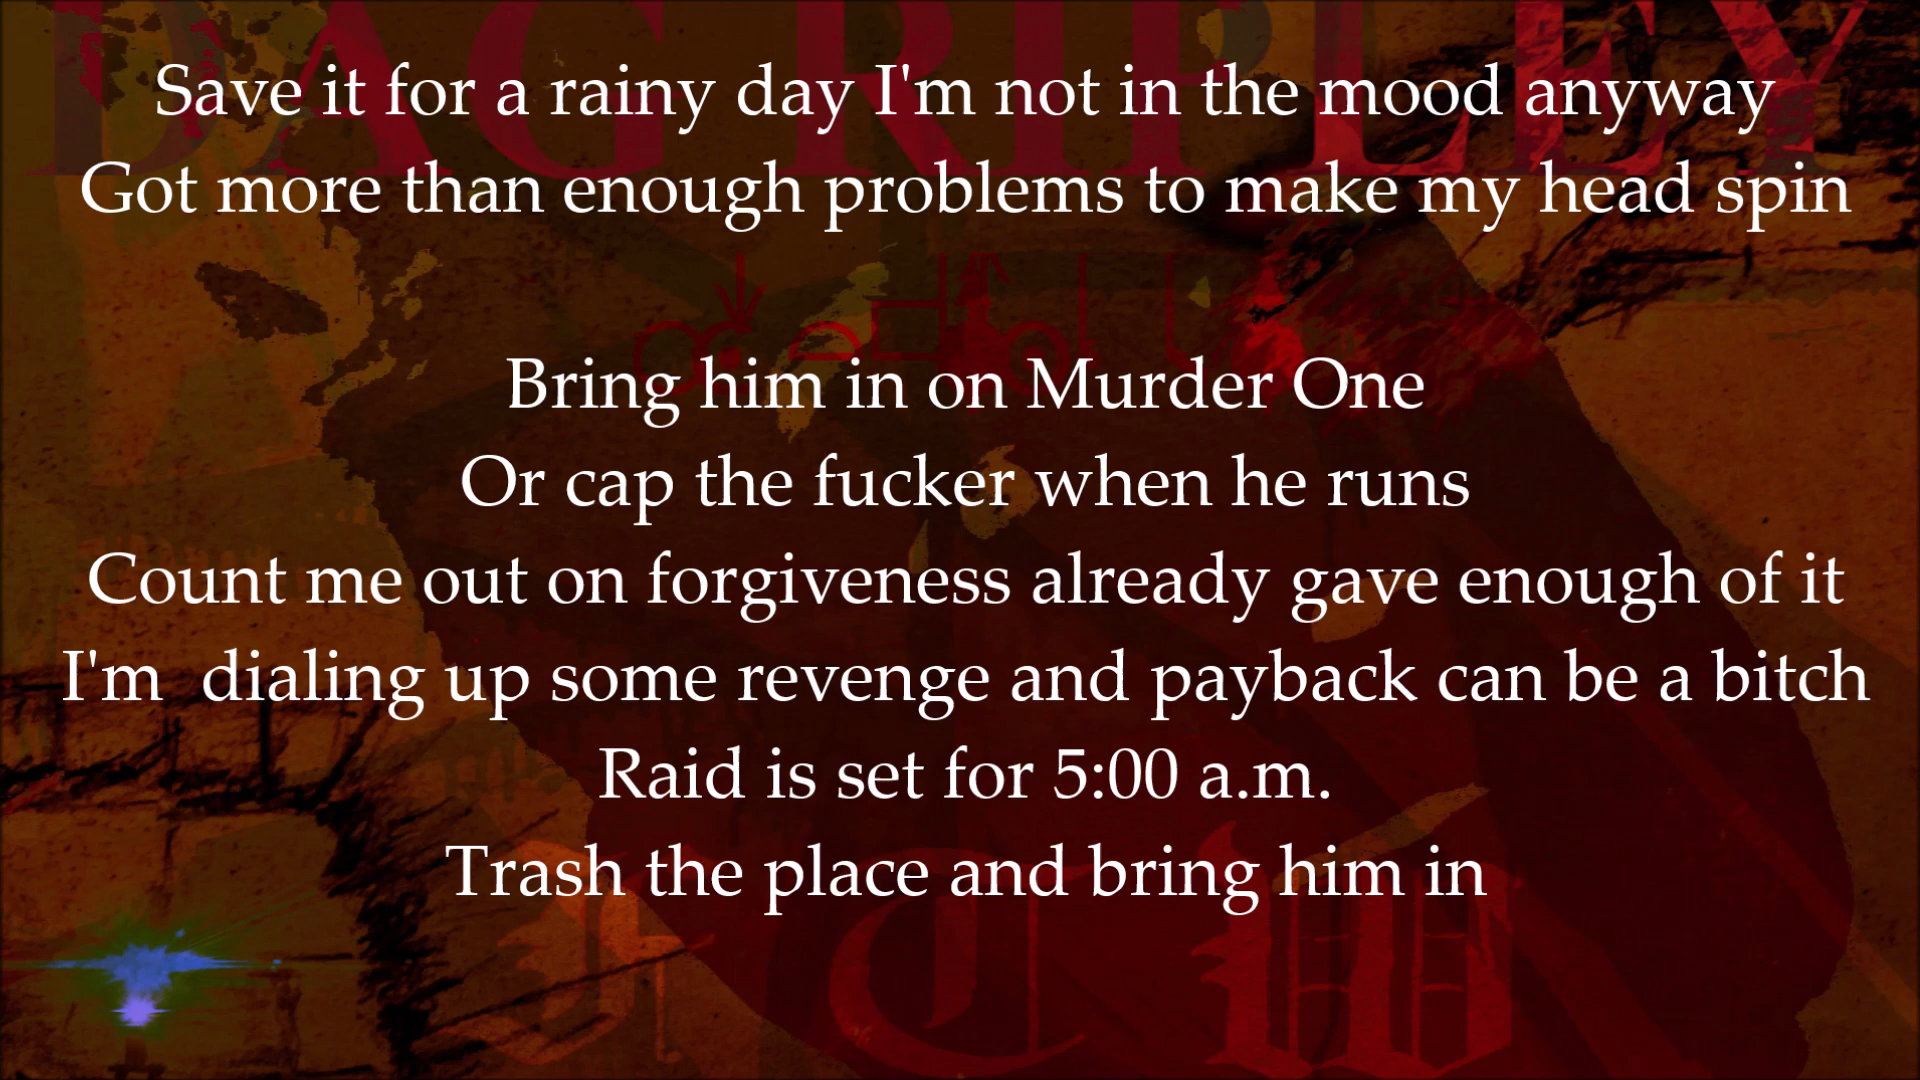 DAG RIPLEY
Save it for a rainy day I'm not in the mood anyway
Got more than enough problems to make my head spin
Bring him in on Murder One
Or cap the fucker when he runs
Count me out on forgiveness already gave enough of it
I'm  dialing up some revenge and payback can be a bitch
Raid is set for 5:00 a.m.
Trash the place and bring him in